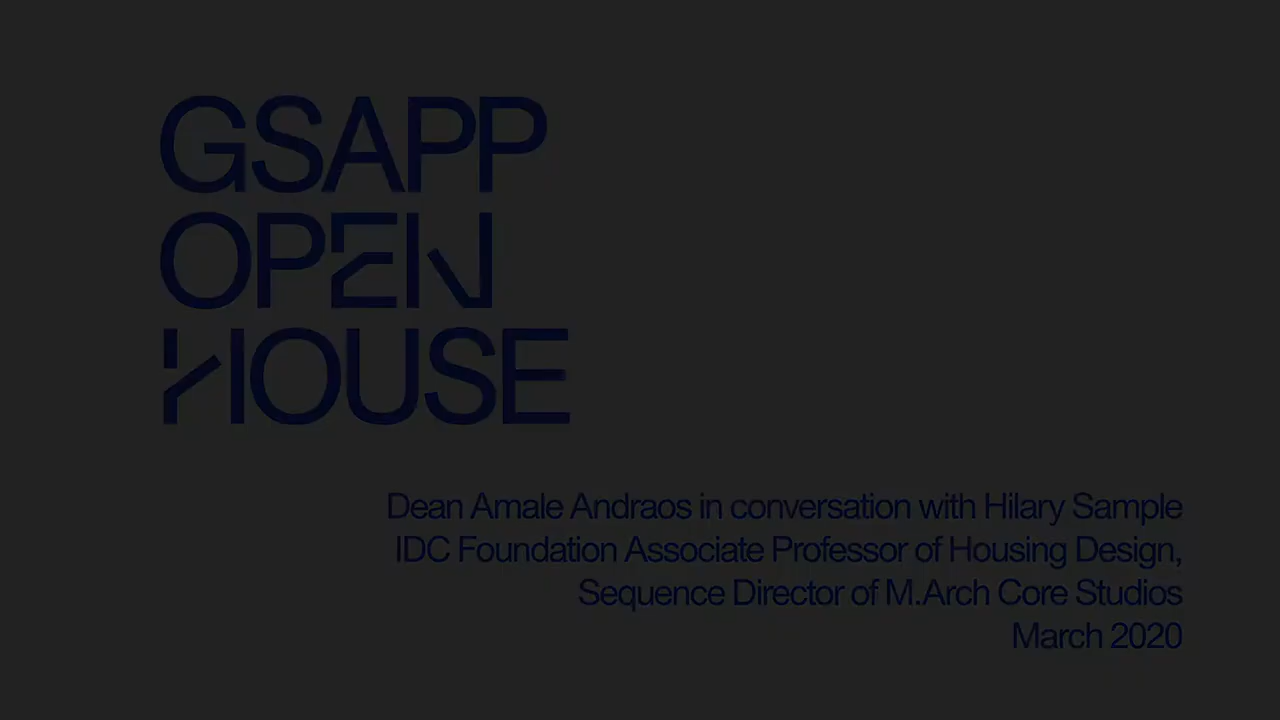 GSAPP
OPEN
HOUSE
Dean Amale Andraos in conversation with Hilary Sample
IDC Foundation Associate Professor of Housing Design,
Sequence Director of M.Arch Core Studios
March 2020